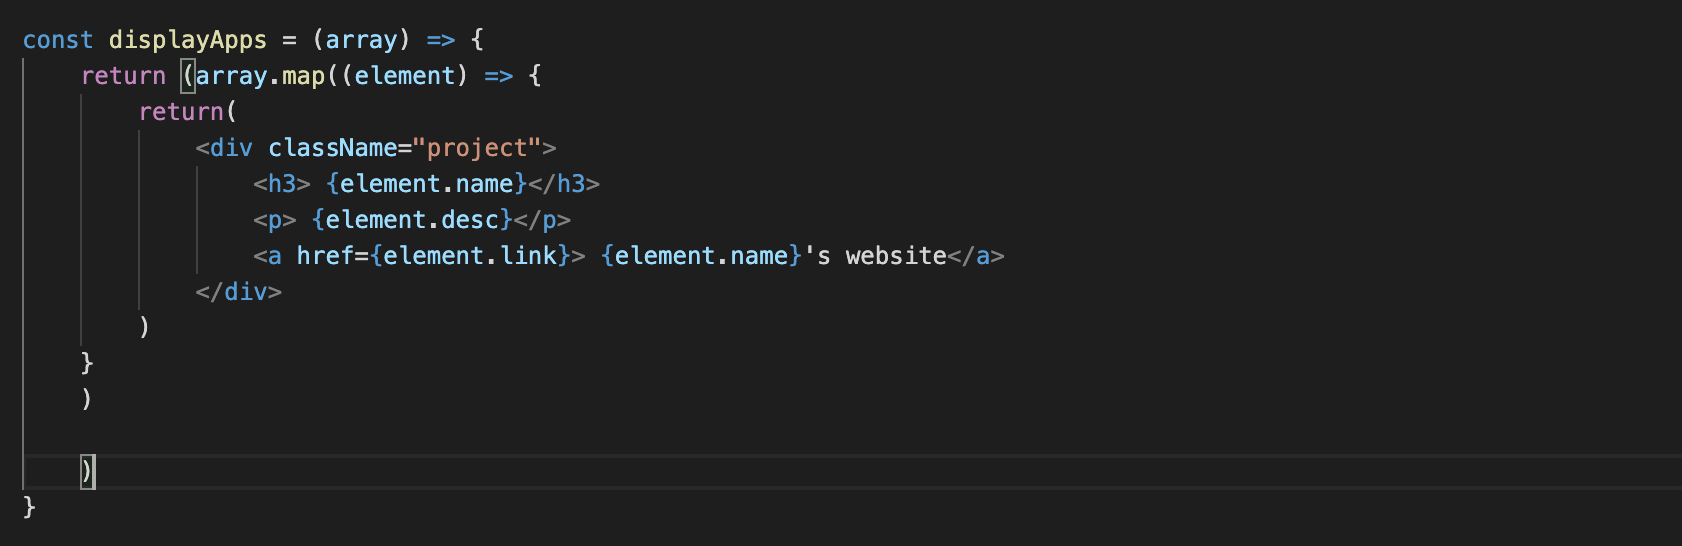 const displayApps = (array) => {
    return (array.map((element) => {
        return(
            <div className="project">
                <h3> {element.name}</h3>
                <p> {element.desc}</p>
                <a href={element.link}> {element.name}'s website</a>
            </div>
        )
    }
    )

    )
}